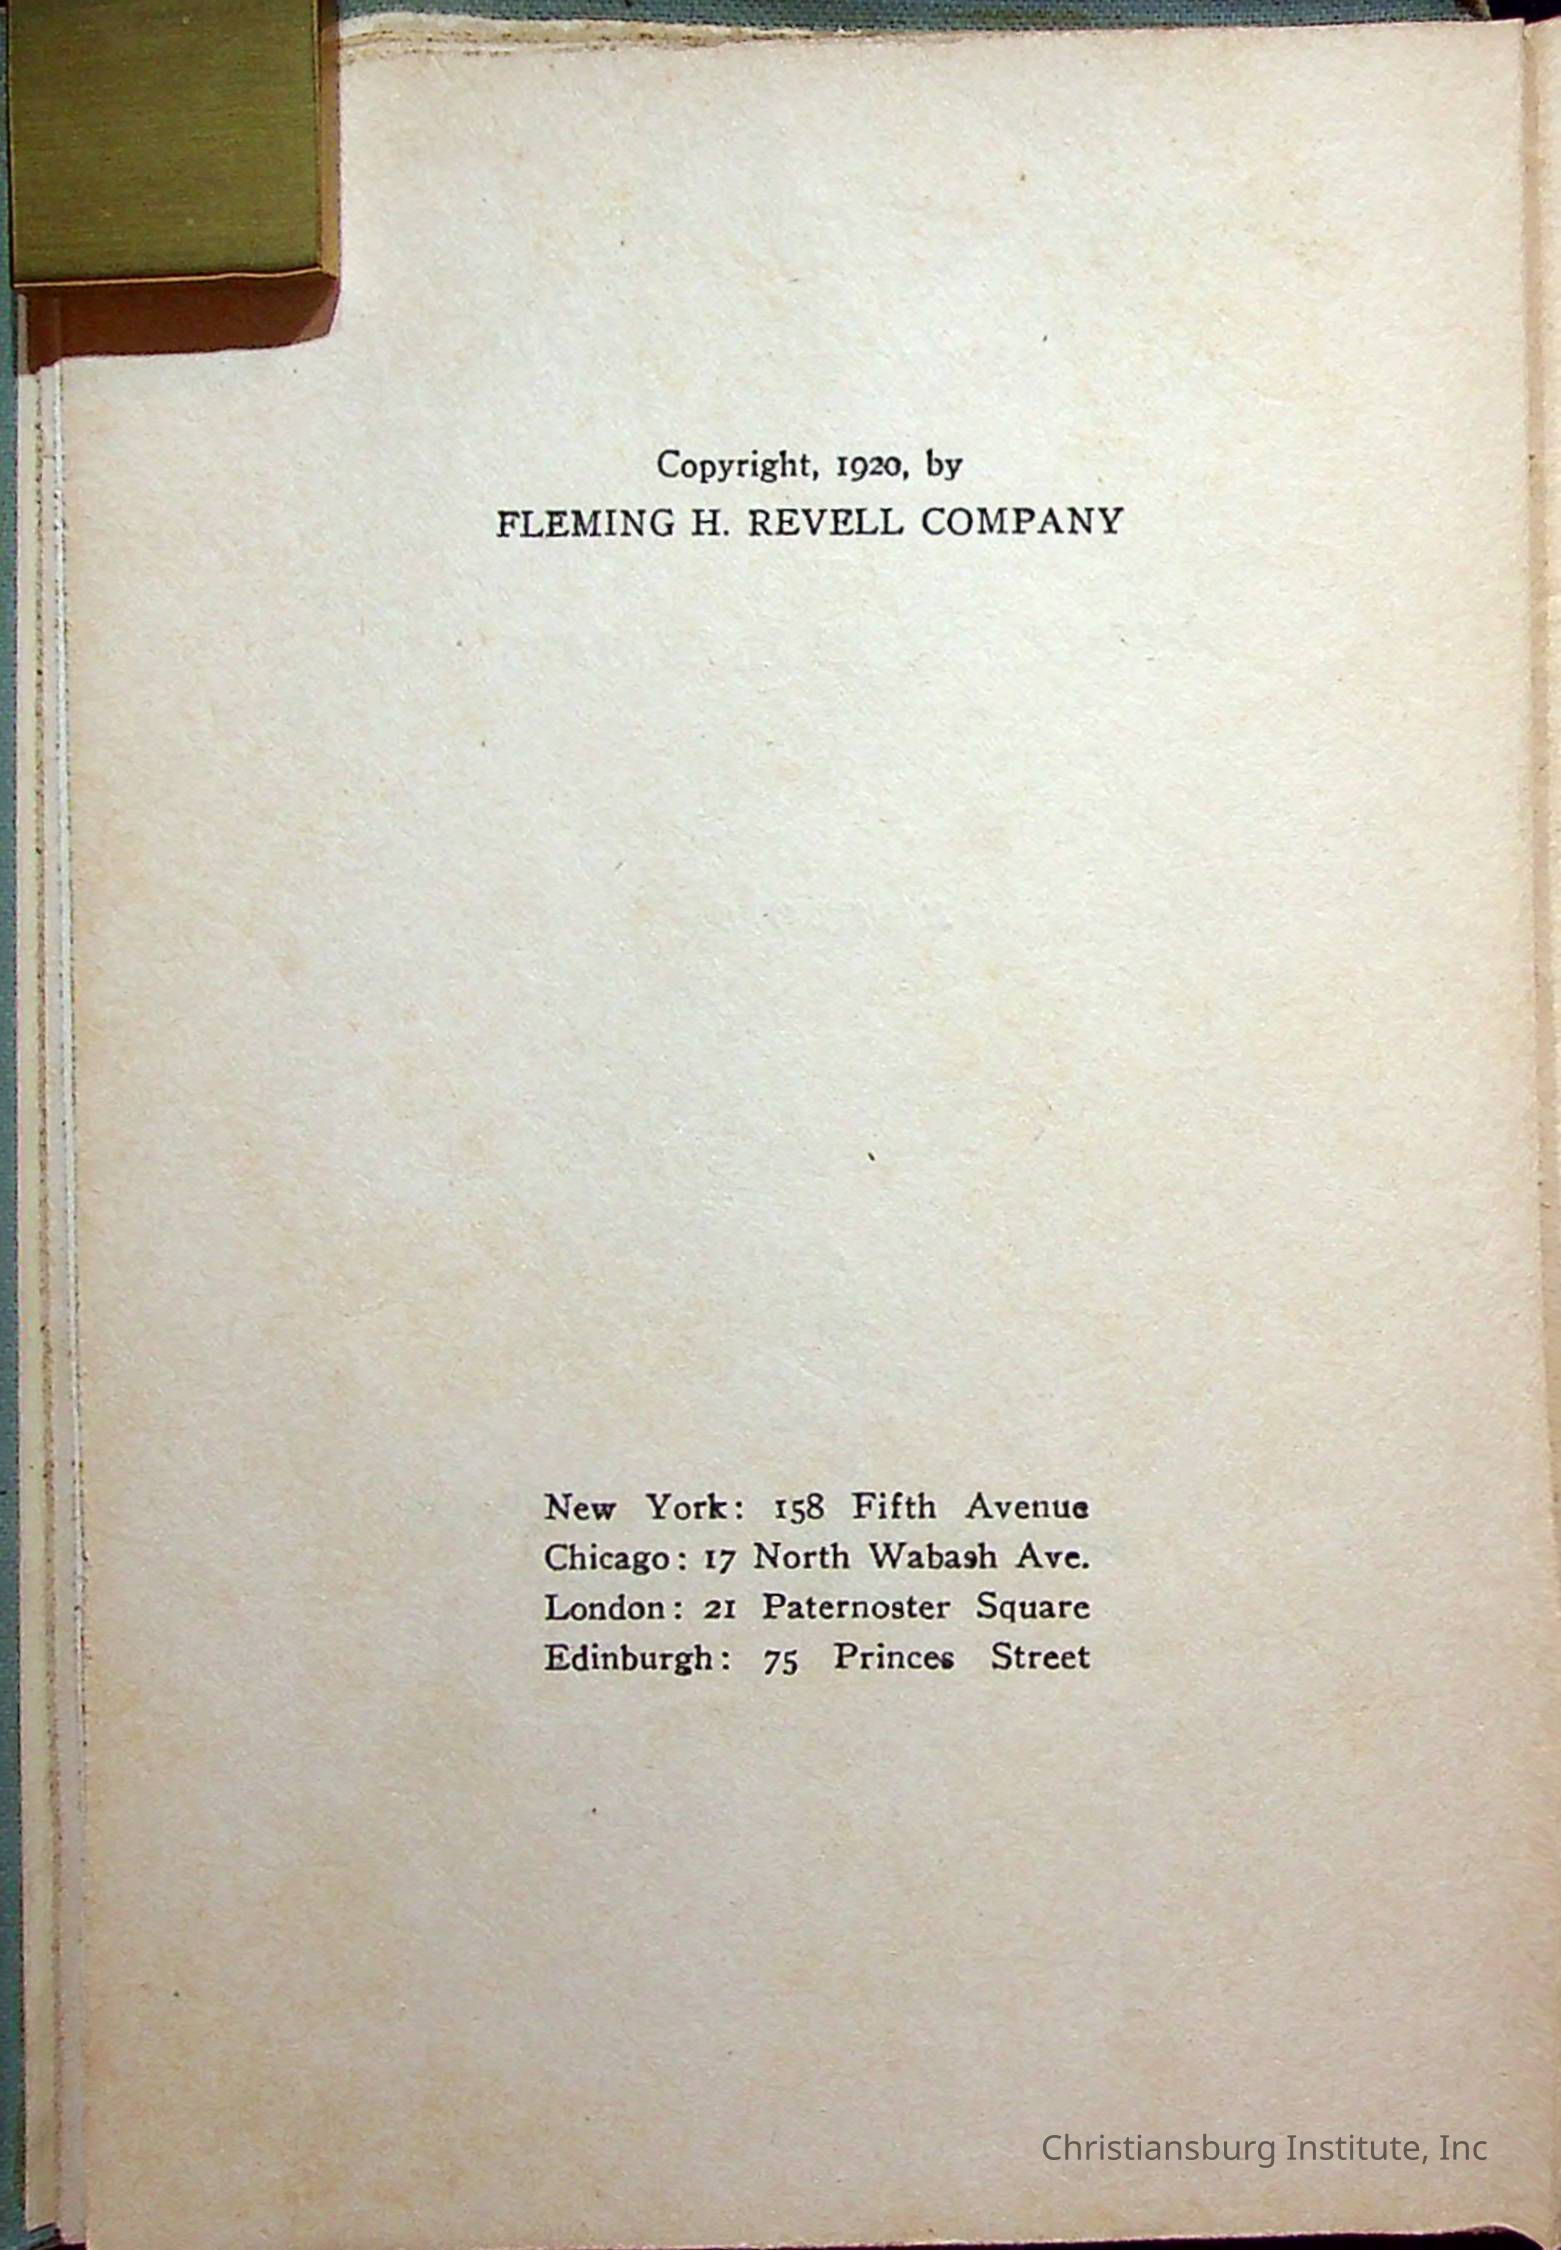 Copyright, 1920, by
FLEMING H. REVELL COMPANY
New York: 158 Fifth Avenue
Chicago: 17 North Wabash Ave.
London: 21 Paternoster Square
Edinburgh: 75 Princes Street
Christiansburg Institute, Inc